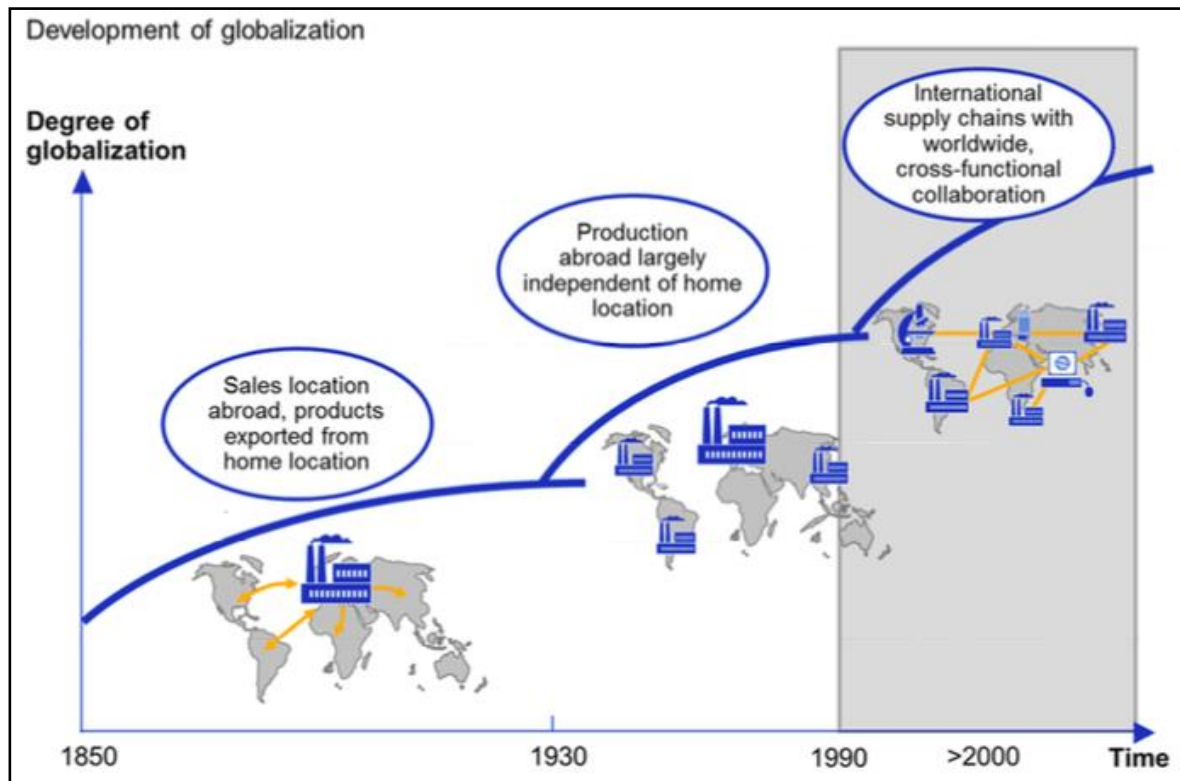 Development of globalization
Degree of
globalization
International
supply chains with
worldwide,
cross-functional
collaboration
Production
abroad largely
independent of home
location
Sales location
abroad, products
exported from
home location
1850
1930
1990
>2000
Time